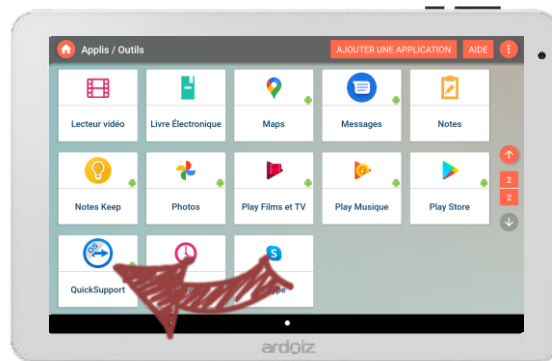 Applis / Outils
AJOUTER UNE APPLICATION
AIDE
Lecteur vidéo
Livre Électronique
Maps
Messages
Notes
Notes Keep
Photos
Play Films et TV
Play Musique
Play Store
2
2
QS
S
QuickSupport
ardoiz